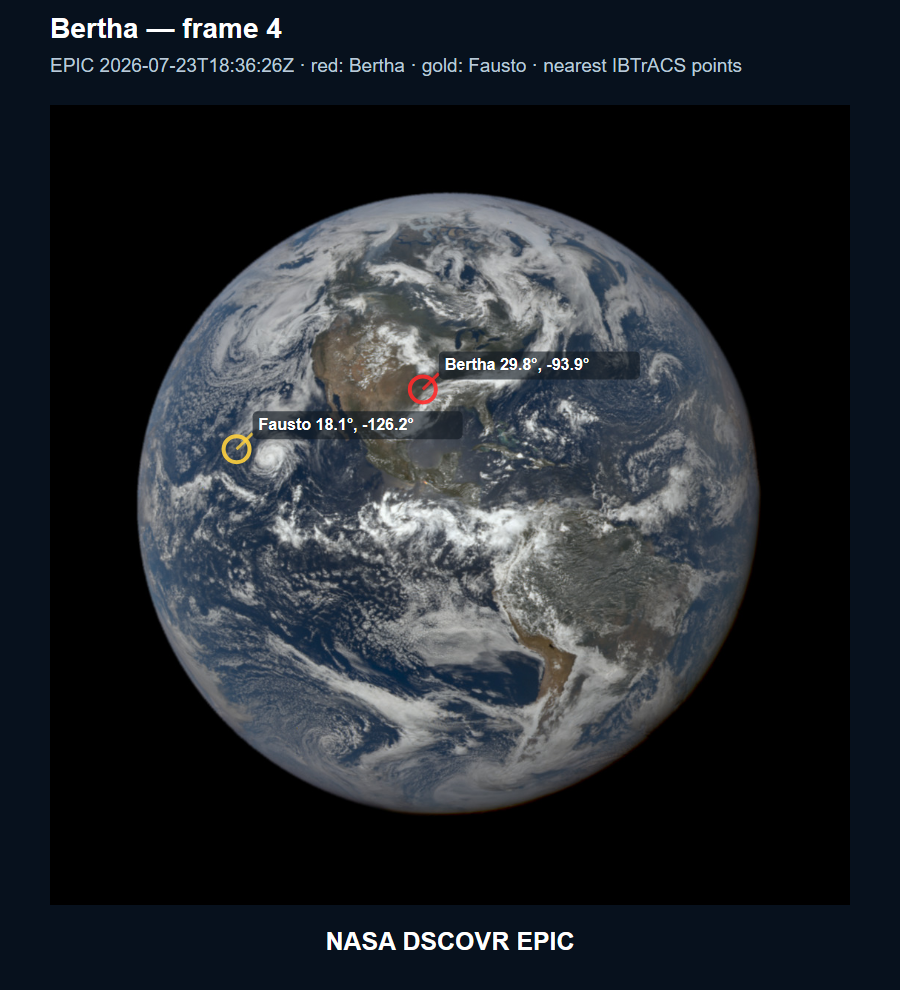 Bertha — frame 4
EPIC 2026-07-23T18:36:26Z · red: Bertha · gold: Fausto · nearest IBTrACS points
Bertha 29.8°, -93.9°
Fausto 18.1°, -126.2°
NASA DSCOVR EPIC